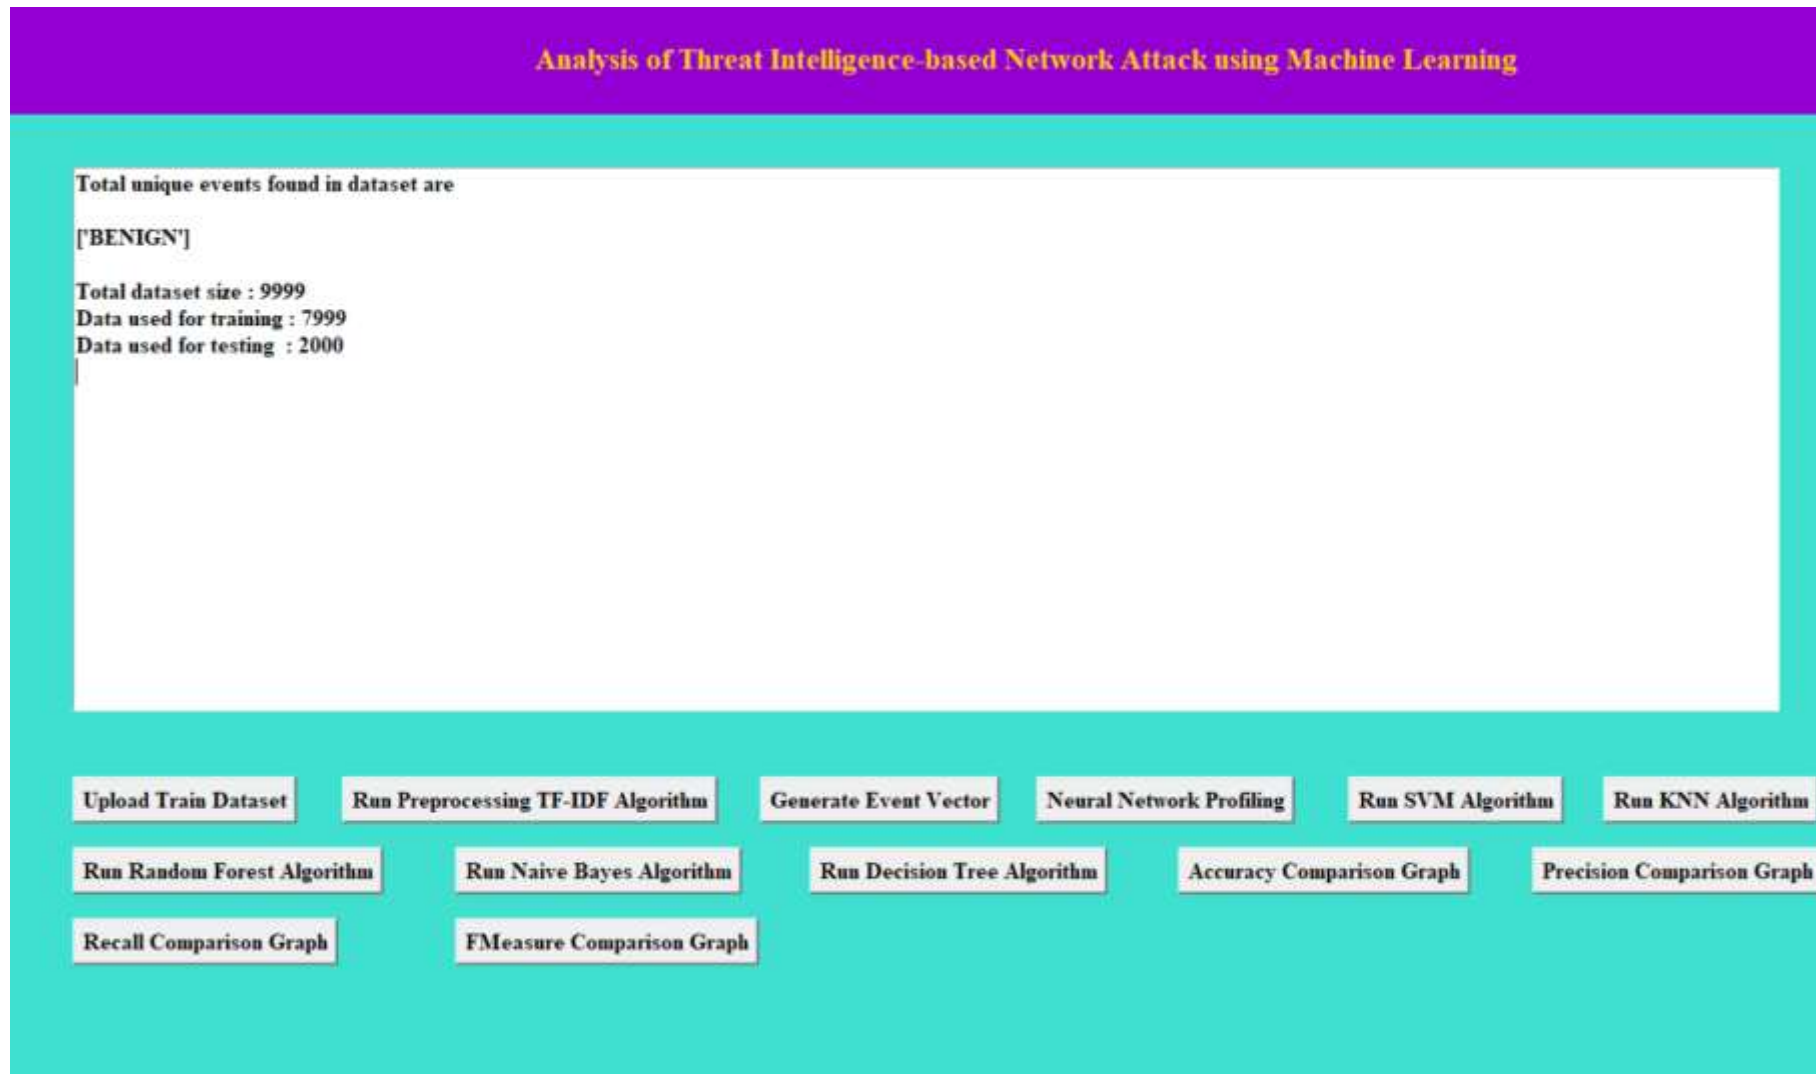 Analysis of Threat Intelligence-based Network Attack using Machine Learning
Total unique events found in dataset are
['BENIGN']
Total dataset size : 9999
Data used for training : 7999
Data used for testing  : 2000
Upload Train Dataset
Run Preprocessing TF-IDF Algorithm
Generate Event Vector
Neural Network Profiling
Run SVM Algorithm
Run KNN Algorithm
Run Random Forest Algorithm
Run Naive Bayes Algorithm
Run Decision Tree Algorithm
Accuracy Comparison Graph
Precision Comparison Graph
Recall Comparison Graph
FMeasure Comparison Graph